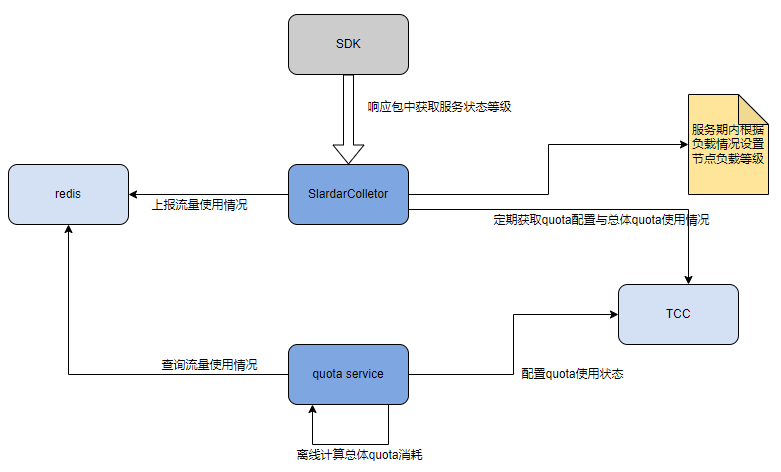 SDK
响应包中获取服务状态等级
服务期内根据
负载情况设置
节点负载等级
redis
SlardarColletor
上报流量使用情况
定期获取quota配置与总体quota使用情况
TCC
查询流量使用情况
quota service
配置quota使用状态
离线计算总体quota消耗